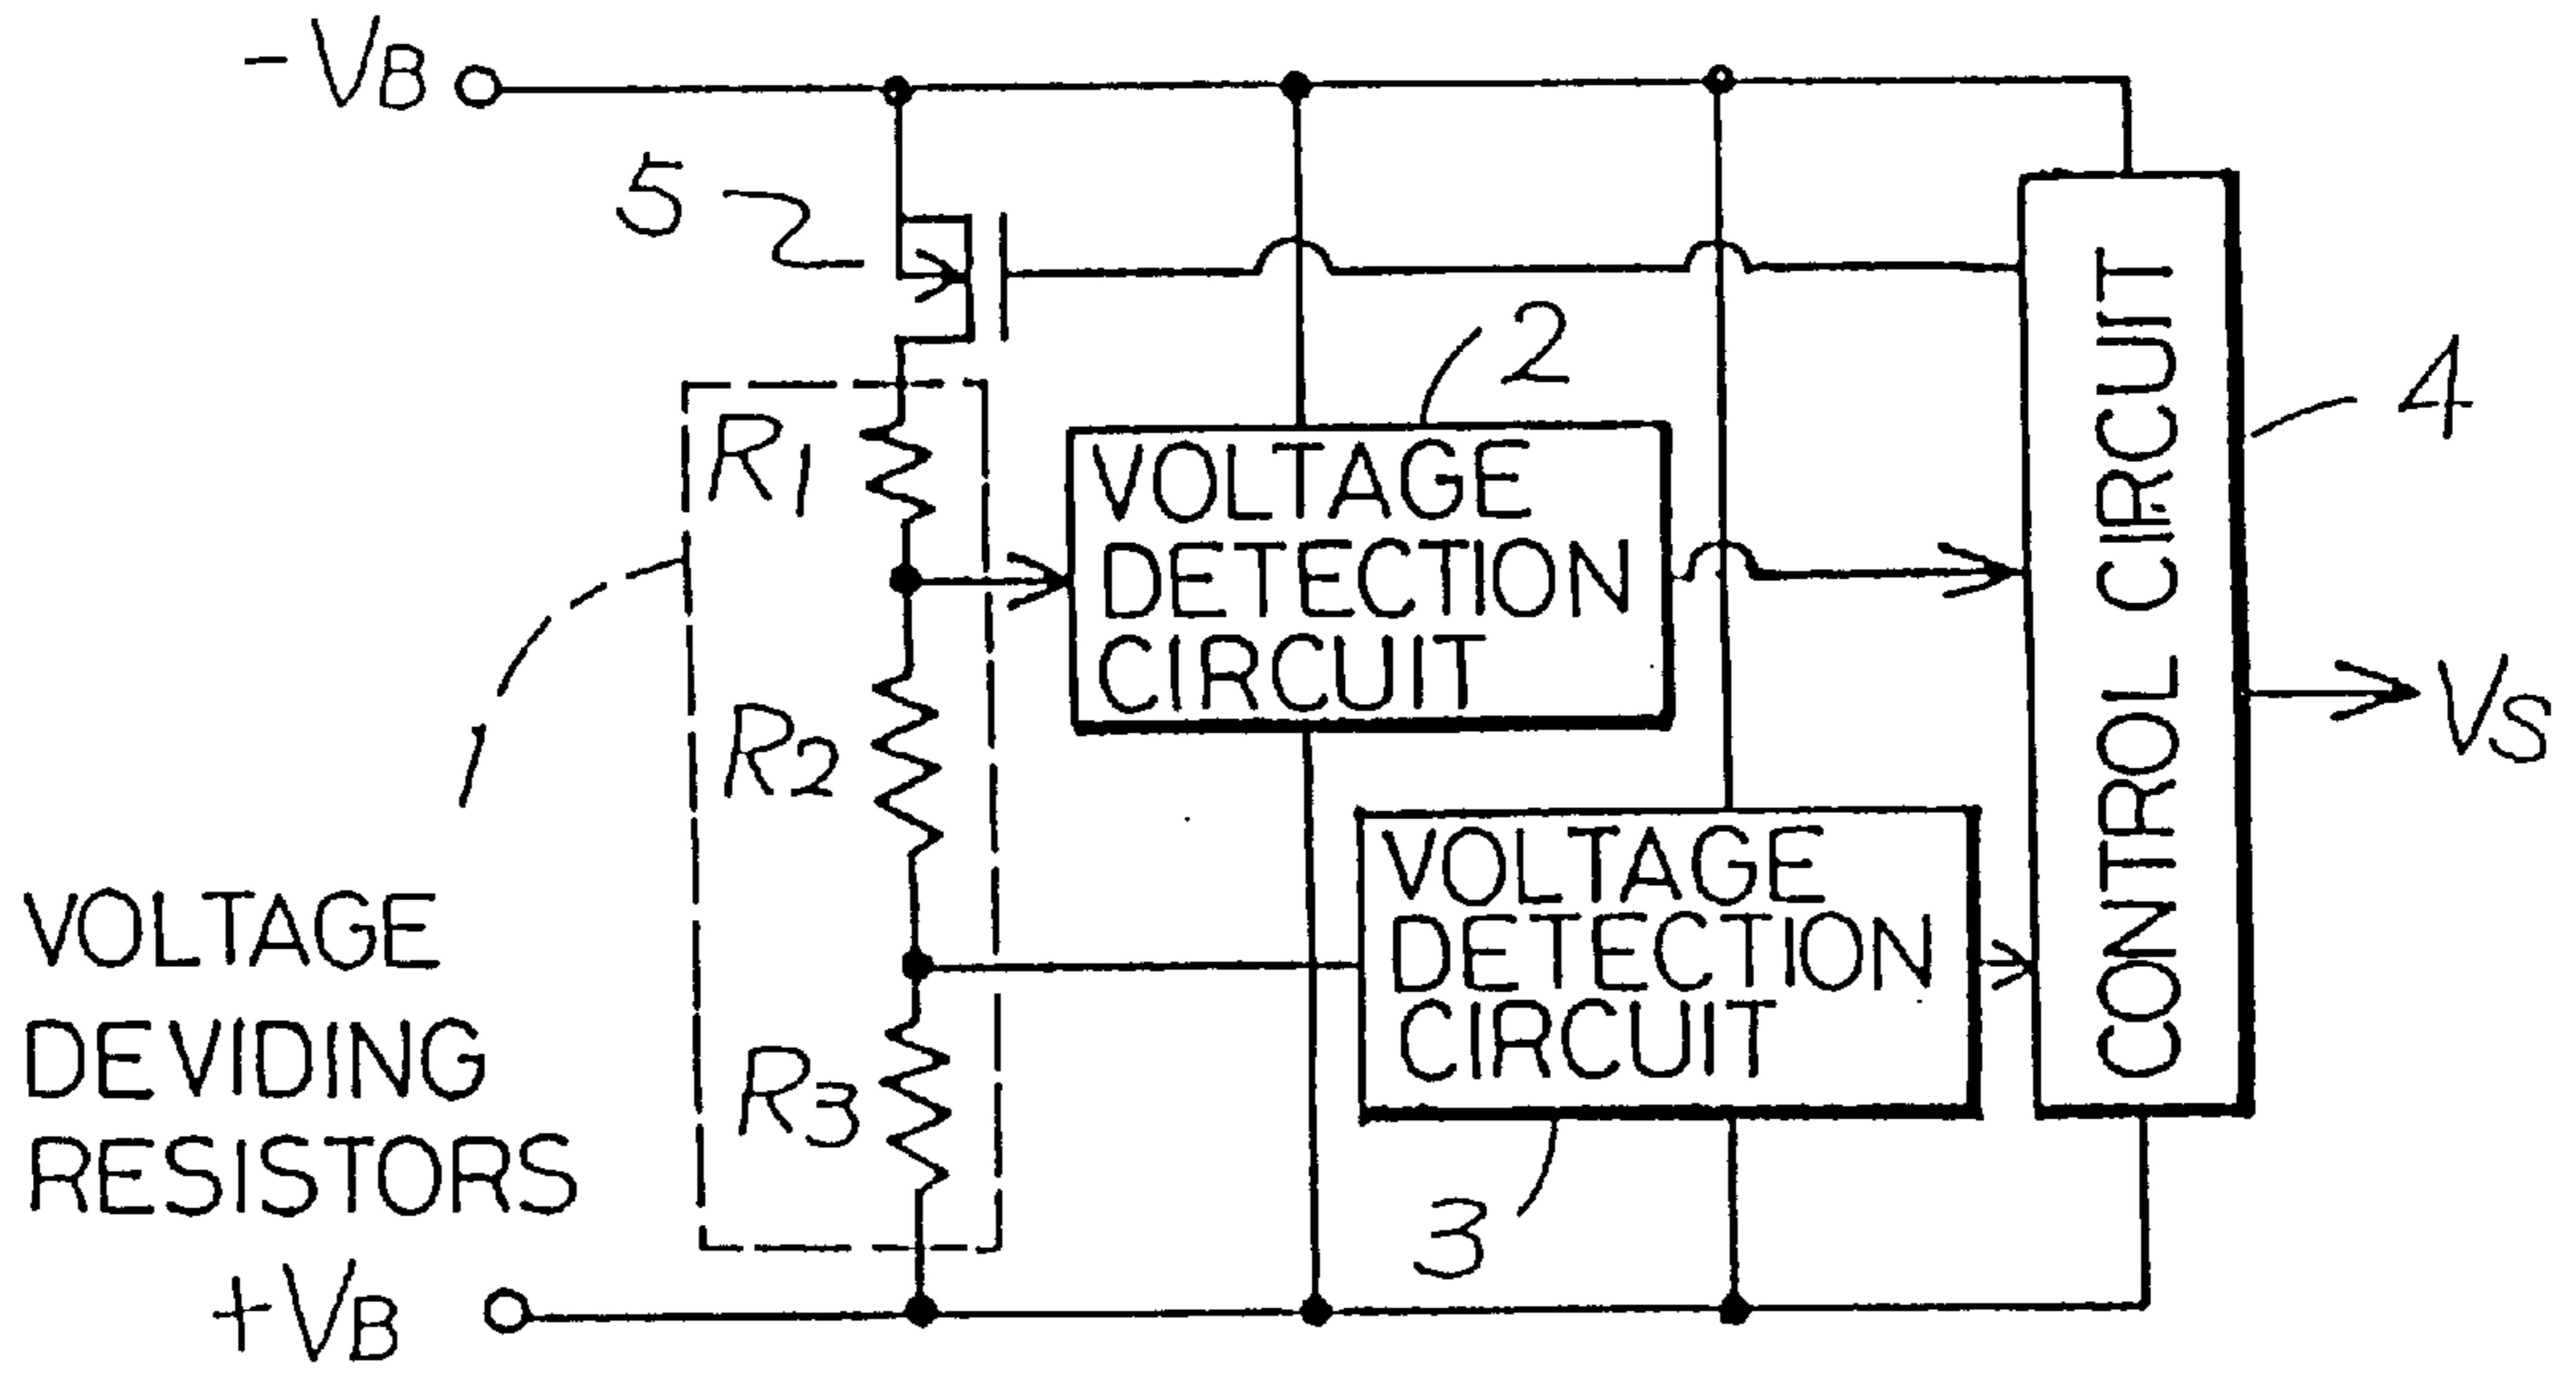 -VB
5
2
4
R1
VOLTAGE
DETECTION
CIRCUIT
CONTROL CIRCUIT
1
R2
VS
VOLTAGE
DETECTION
CIRCUIT
VOLTAGE
DEVIDING
RESISTORS
R3
3
+VB